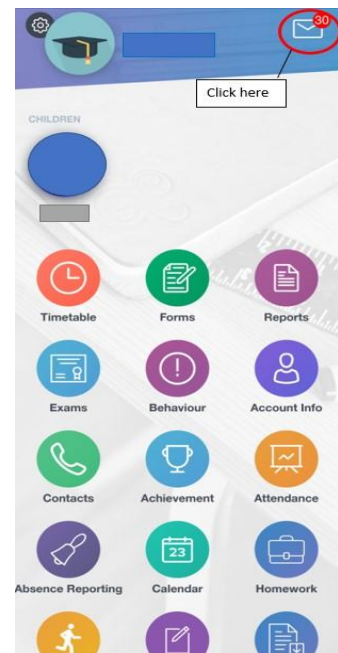 30
Click here
CHILDREN
Timetable
Forms
Reports
Exams
Behaviour
Account Info
Contacts
Achievement
Attendance
23
Absence Reporting
Calendar
Homework